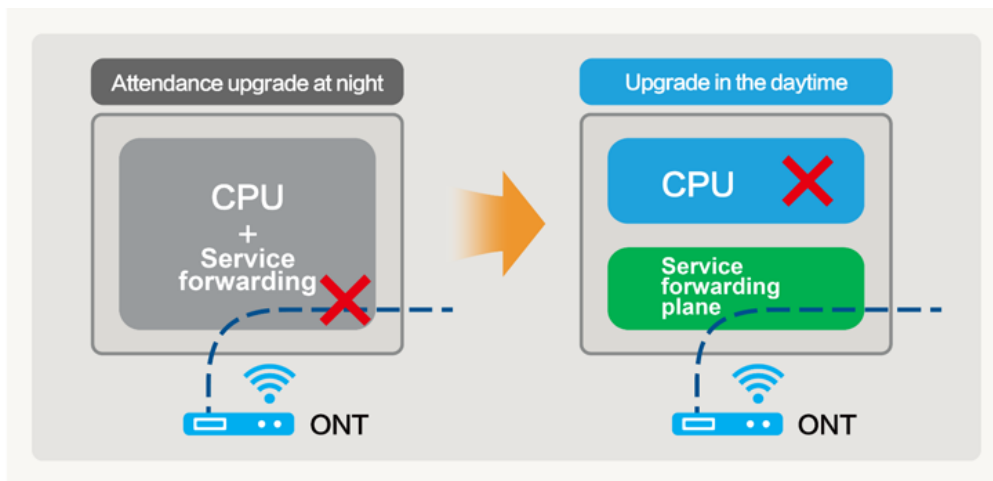 Attendance upgrade at night
CPU
+
Service
forwarding
ONT
Upgrade in the daytime
CPU
Service
forwarding
plane
ONT